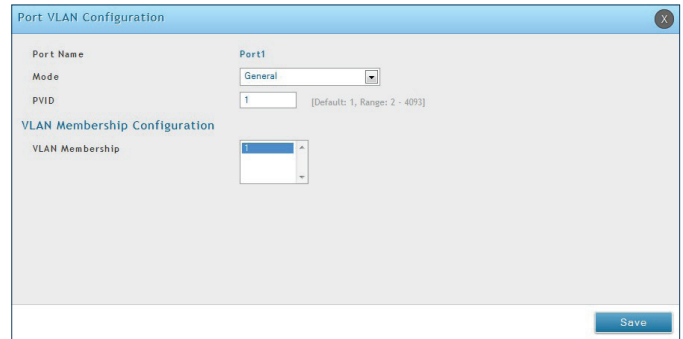 Port VLAN Configuration
X
Port Name Port1
Mode General
PVID 1 [Default: 1, Range: 2 - 4093]
VLAN Membership Configuration
VLAN Membership 1
Save